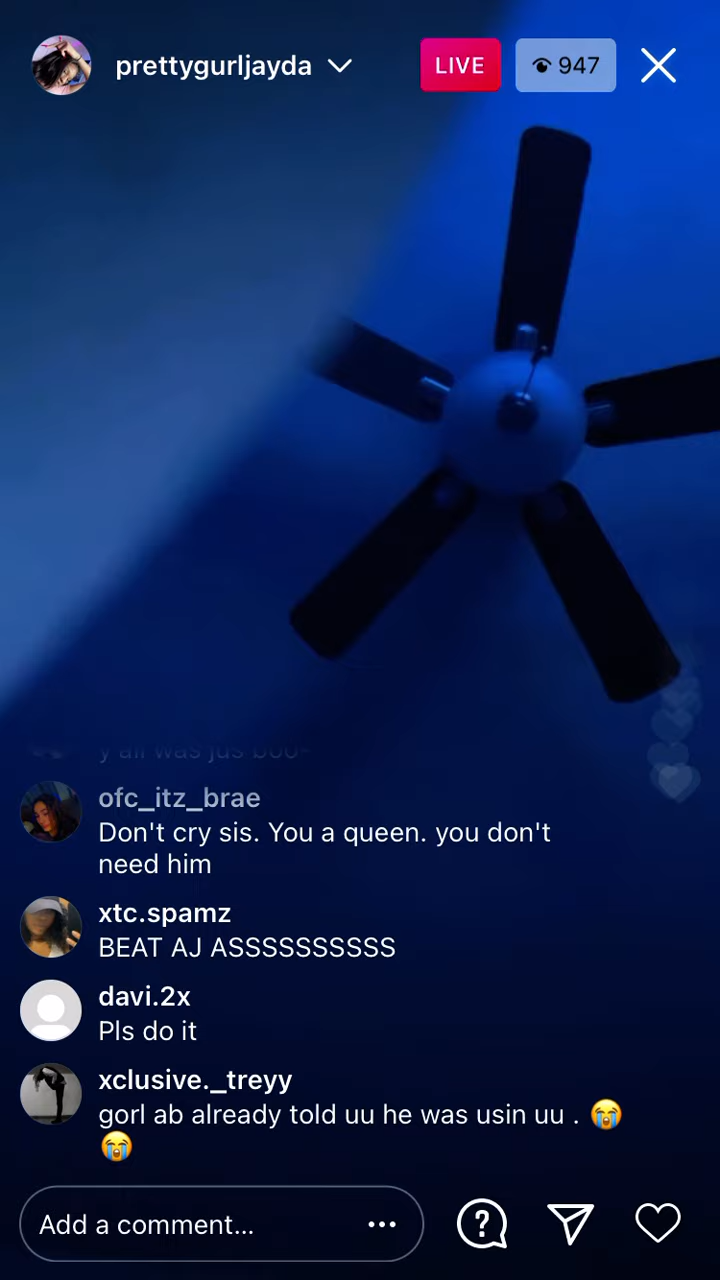 prettygurljayda
LIVE
947
y'all was jus boo-
ofc_itz_brae
Don't cry sis. You a queen. you don't
need him
xtc.spamz
BEAT AJ ASSSSSSSSSS
davi.2x
Pls do it
xclusive._treyy
gorl ab already told uu he was usin uu . 😭
😭
Add a comment...